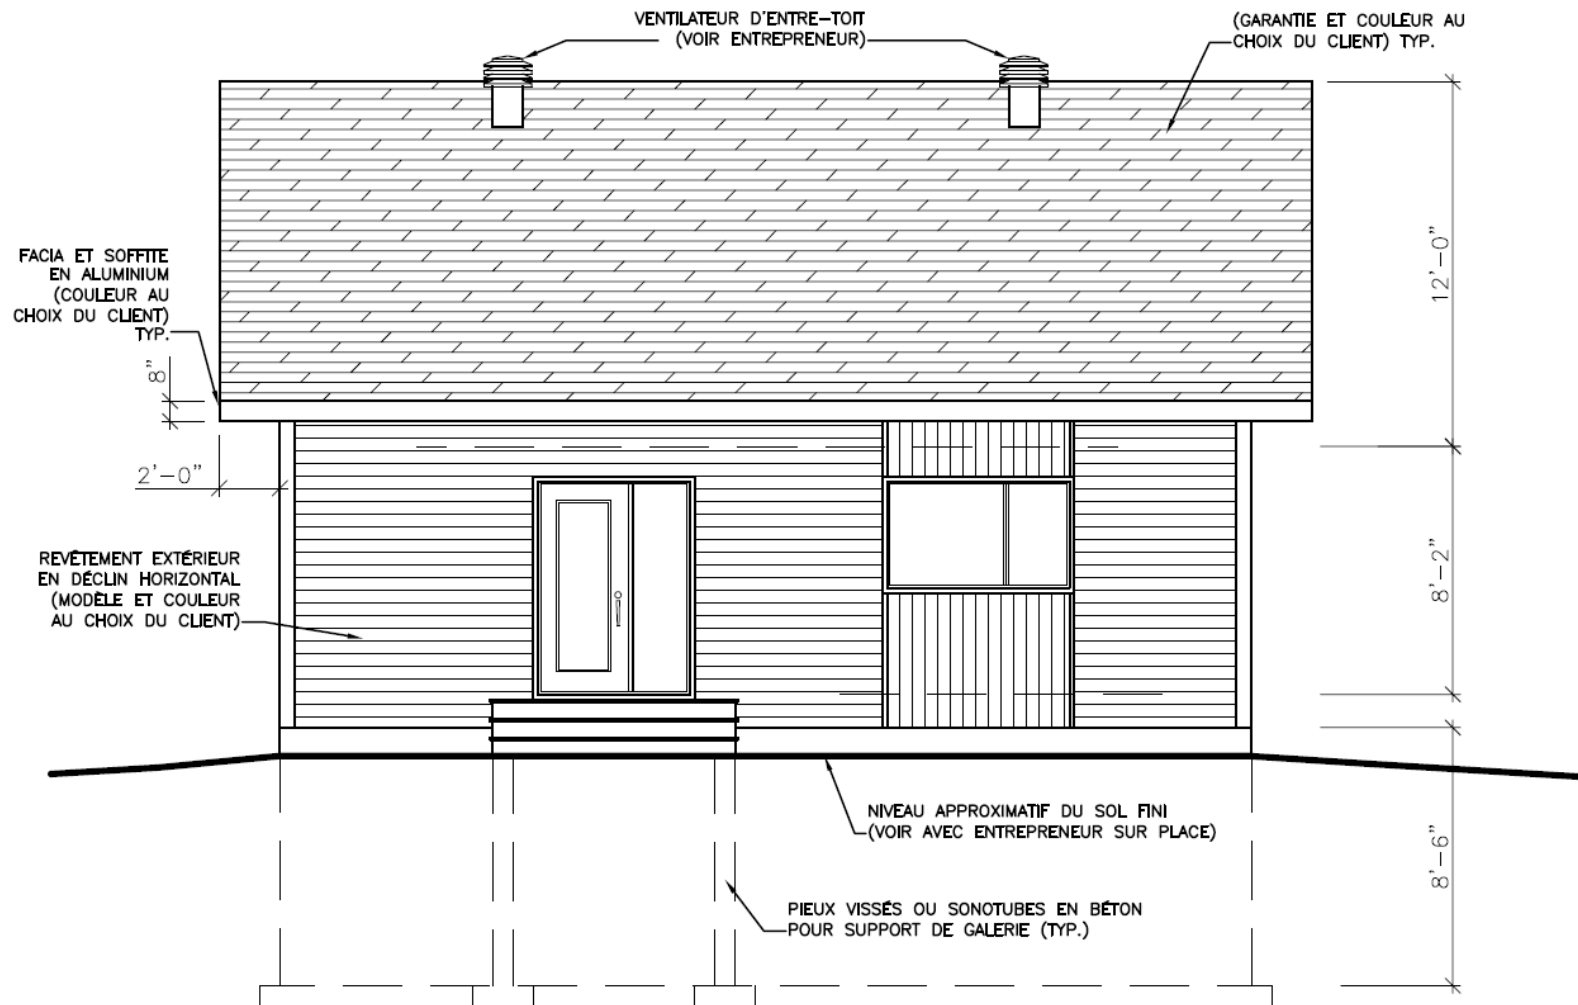 VENTILATEUR D'ENTRE-TOIT
(VOIR ENTREPRENEUR)
(GARANTIE ET COULEUR AU
CHOIX DU CLIENT) TYP.
12'-0"
FACIA ET SOFFITE
EN ALUMINIUM
(COULEUR AU
CHOIX DU CLIENT)
TYP.
8"
2'-0"
REVÊTEMENT EXTÉRIEUR
EN DÉCLIN HORIZONTAL
(MODÈLE ET COULEUR
AU CHOIX DU CLIENT)
8'-2"
NIVEAU APPROXIMATIF DU SOL FINI
(VOIR AVEC ENTREPRENEUR SUR PLACE)
8'-6"
PIEUX VISSÉS OU SONOTUBES EN BÉTON
POUR SUPPORT DE GALERIE (TYP.)